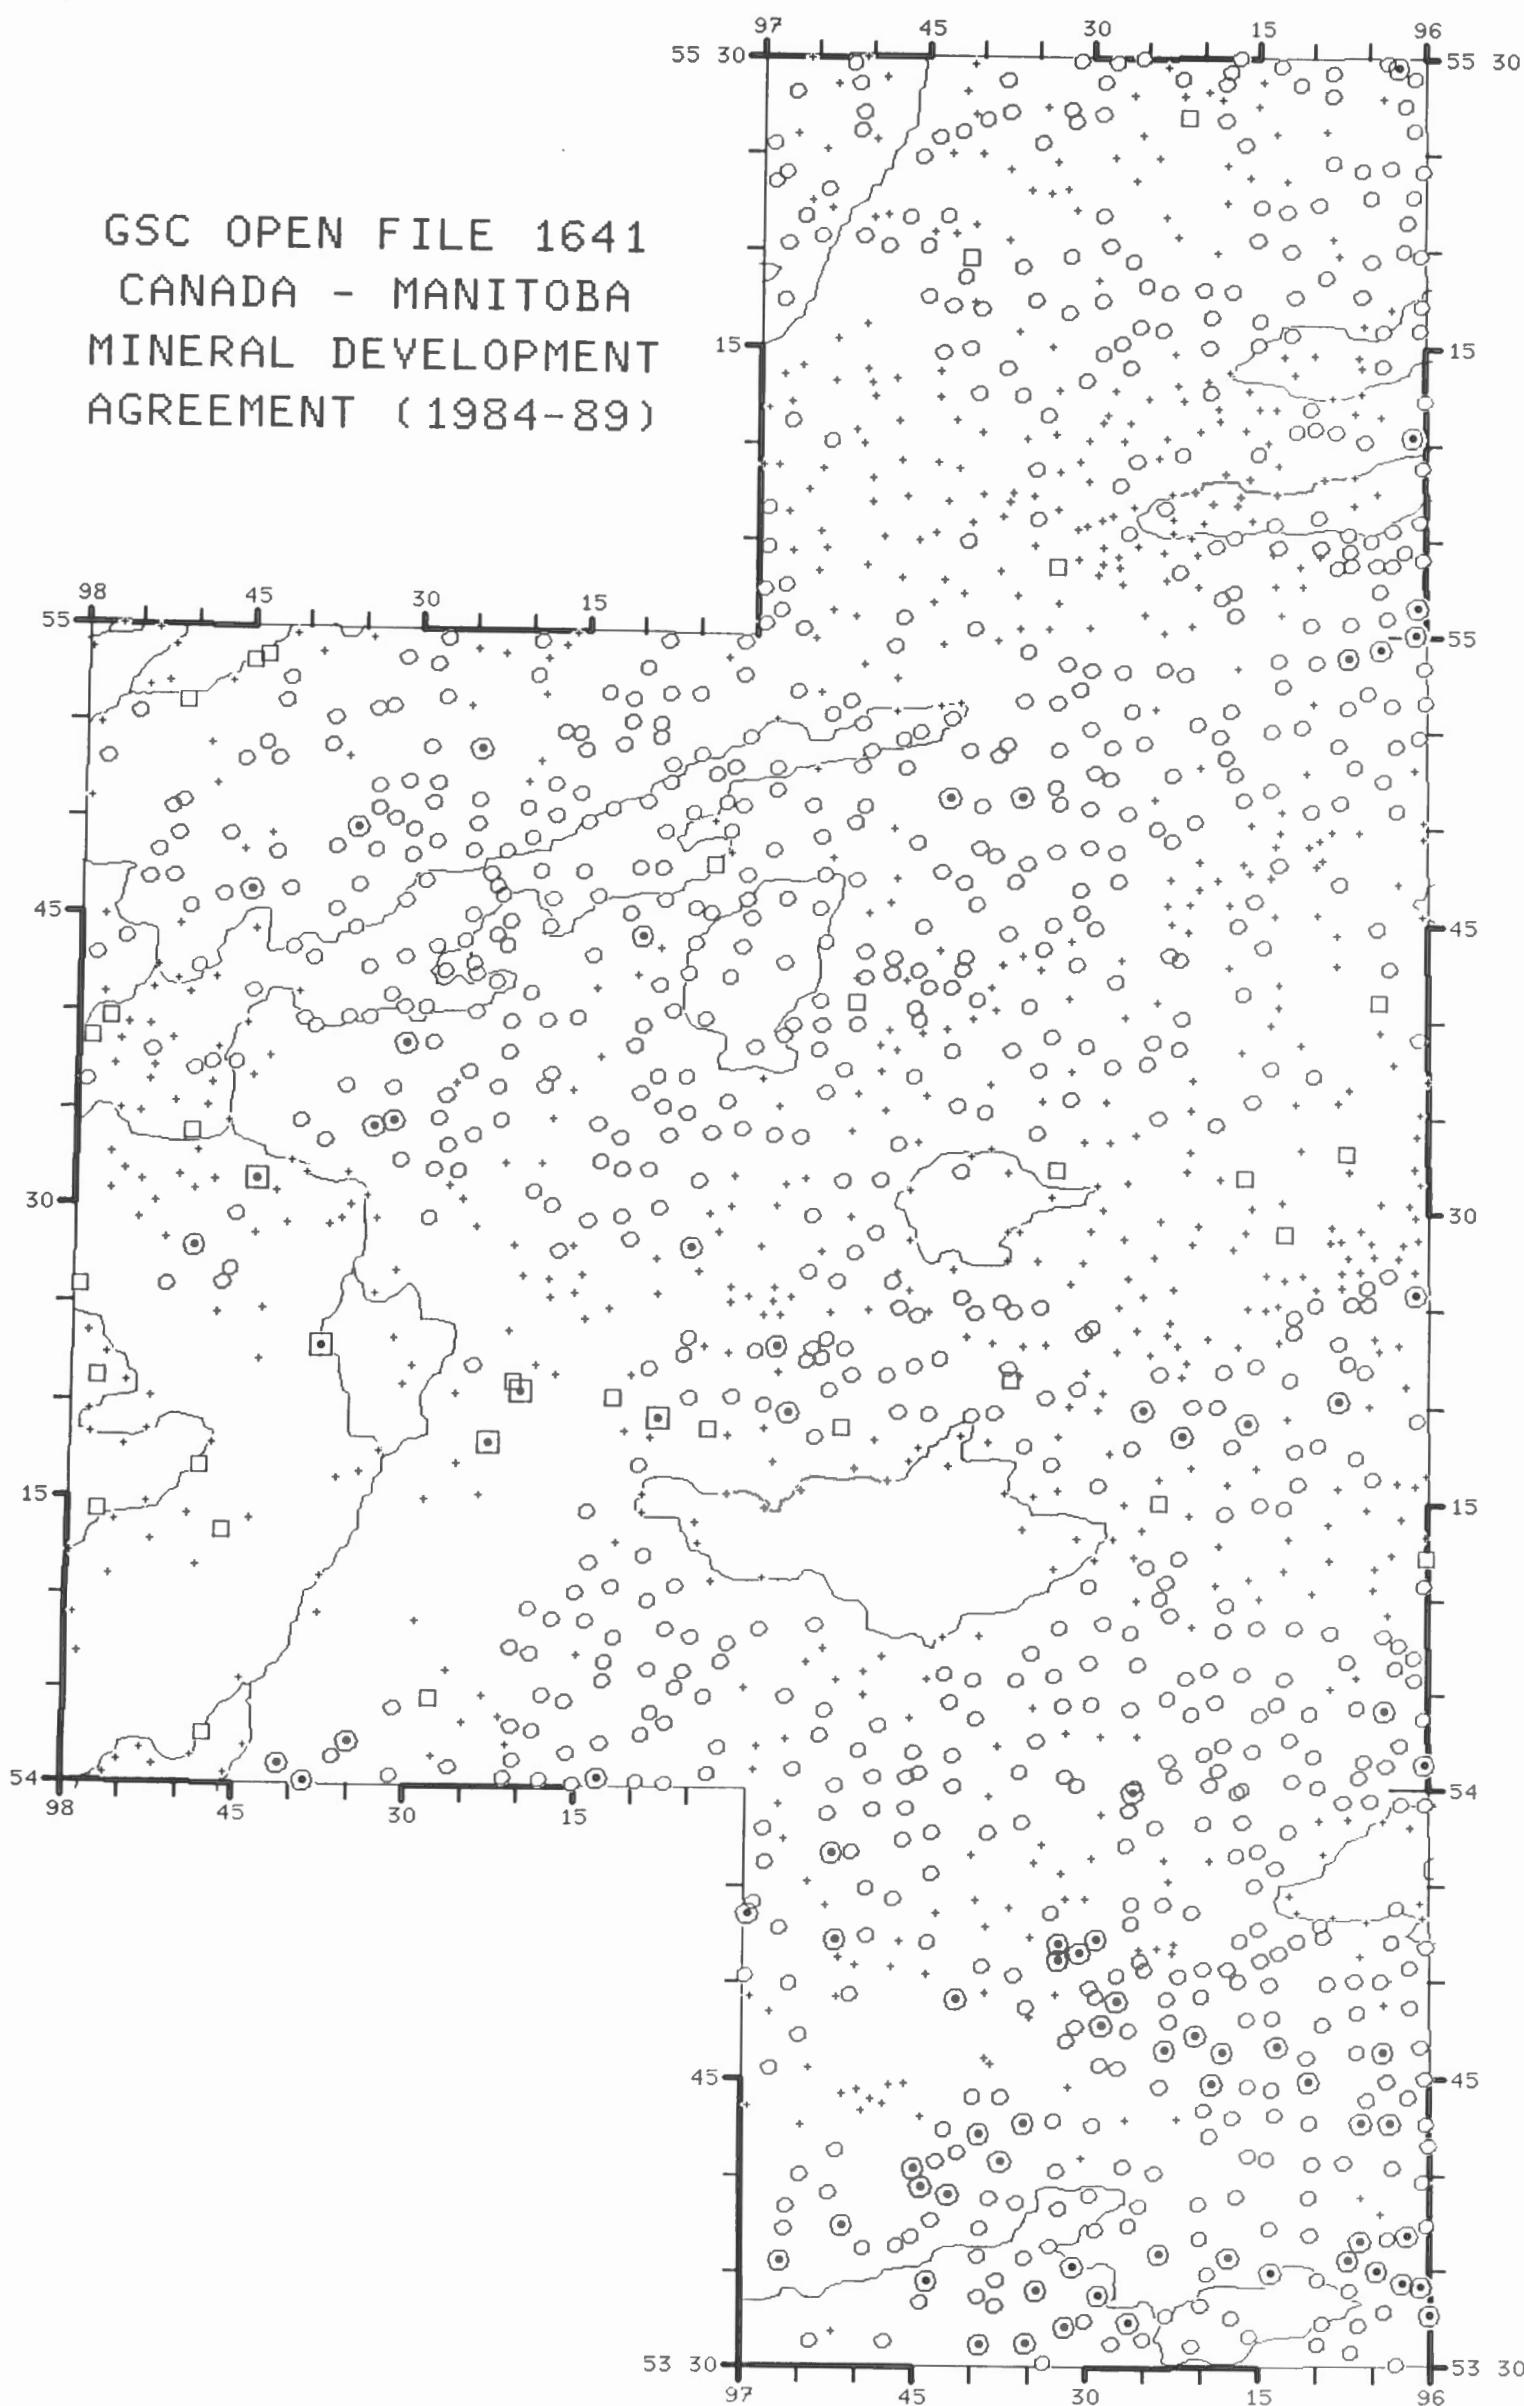 97 45 30 15 96
55 30 55 30
GSC OPEN FILE 1641
CANADA - MANITOBA
MINERAL DEVELOPMENT
AGREEMENT (1984-89)
15 15
98 45 30 15
55 55
45 45
30 30
15 15
54 54
98 45 30 15
45 45
53 30 53 30
97 45 30 15 96